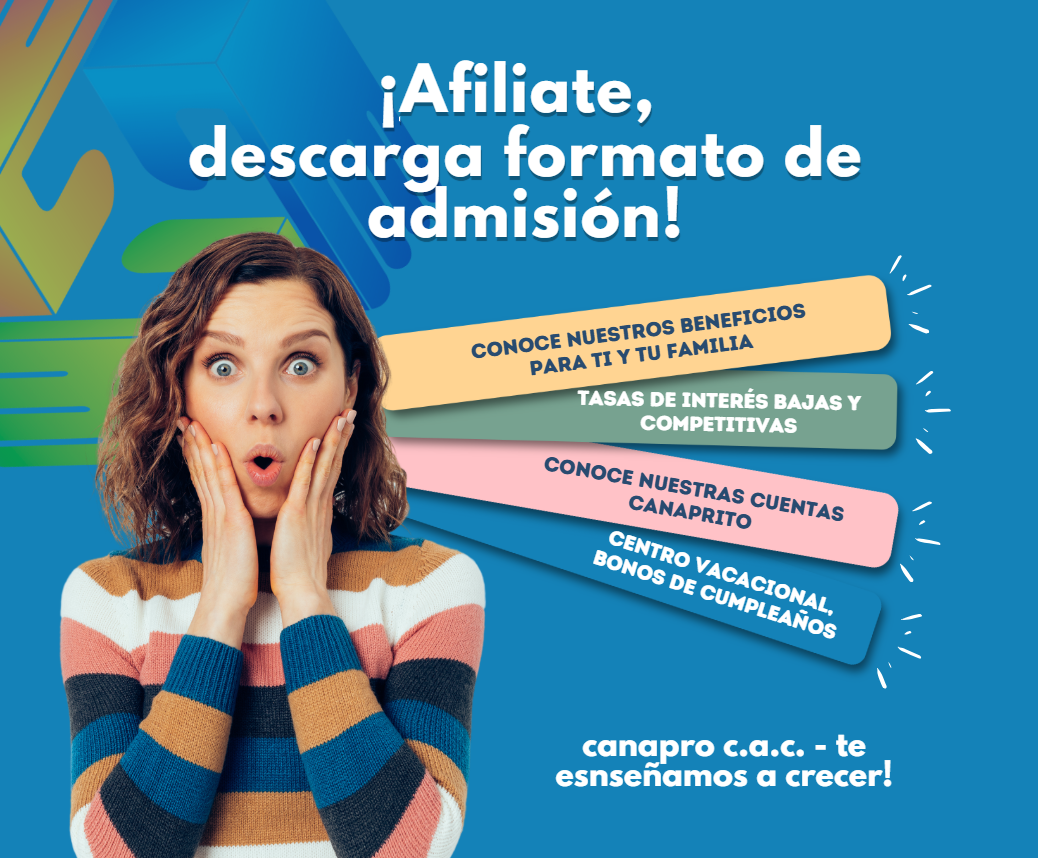 ¡Afiliate,
descarga formato de
admisión!
CONOCE NUESTROS BENEFICIOS
PARA TI Y TU FAMILIA
TASAS DE INTERÉS BAJAS Y
COMPETITIVAS
CONOCE NUESTRAS CUENTAS
CANAPRITO
CENTRO VACACIONAL,
BONOS DE CUMPLEAÑOS
canapro c.a.c. - te
esnseñamos a crecer!